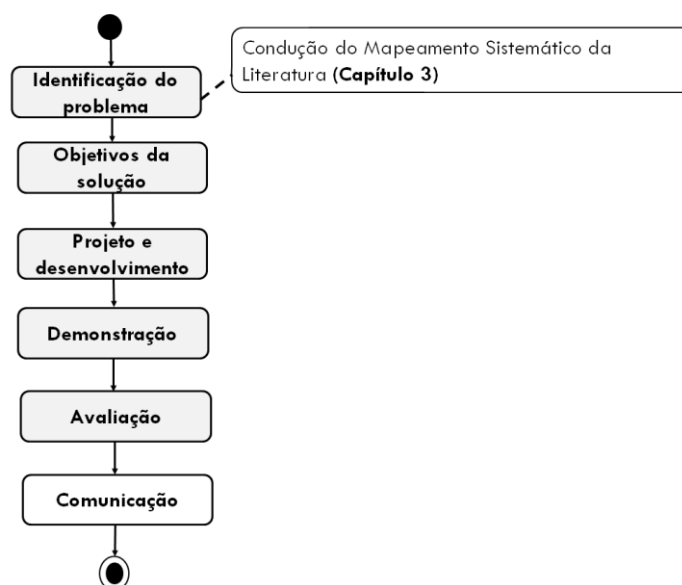 Identificação do
problema
Condução do Mapeamento Sistemático da
Literatura (Capítulo 3)
Objetivos da
solução
Projeto e
desenvolvimento
Demonstração
Avaliação
Comunicação